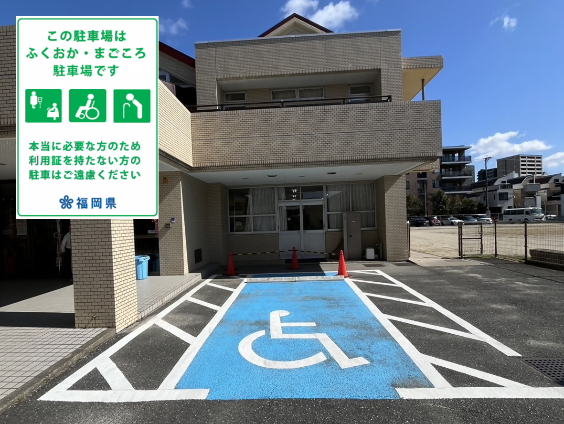 この駐車場は
ふくおか・まごころ
駐車場です
本当に必要な方のため
利用証を持たない方の
駐車はご遠慮ください
福岡県